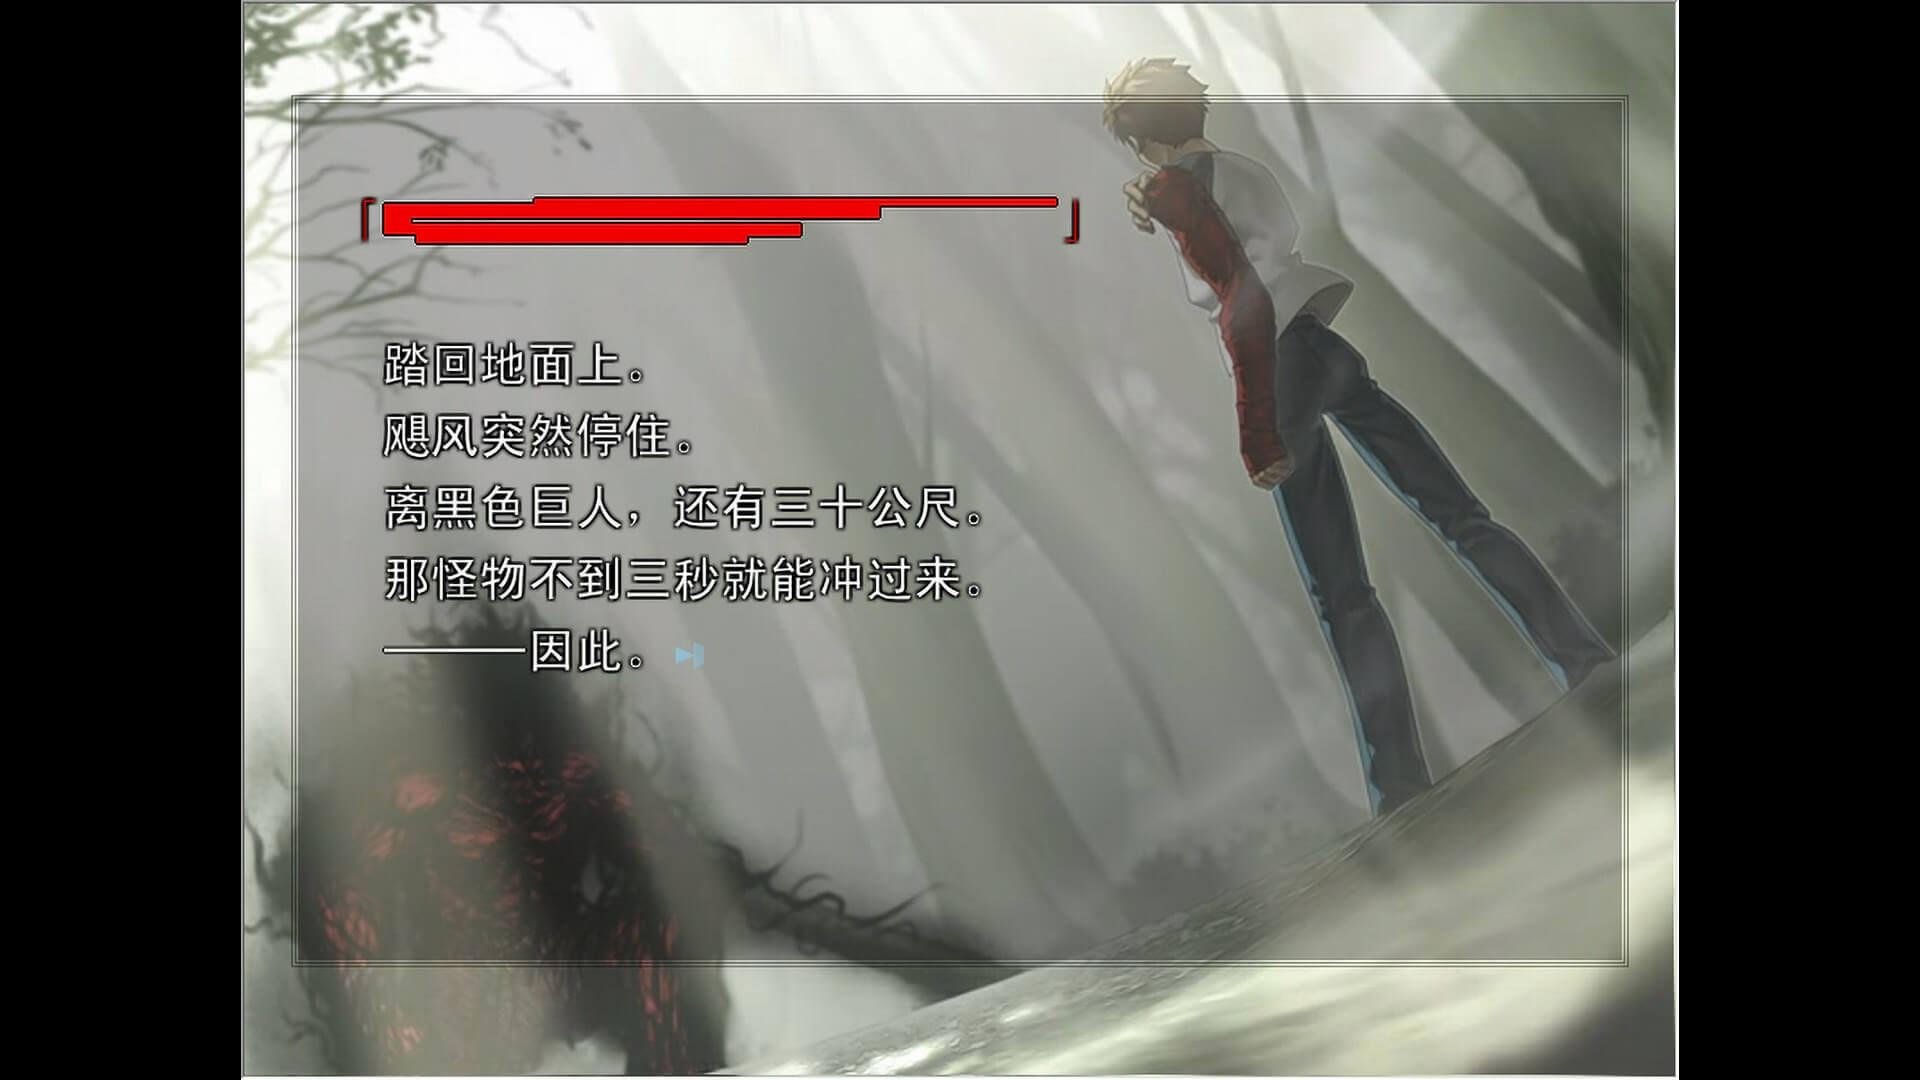 「」
踏回地面上。
飓风突然停住。
离黑色巨人，还有三十公尺。
那怪物不到三秒就能冲过来。
———因此。